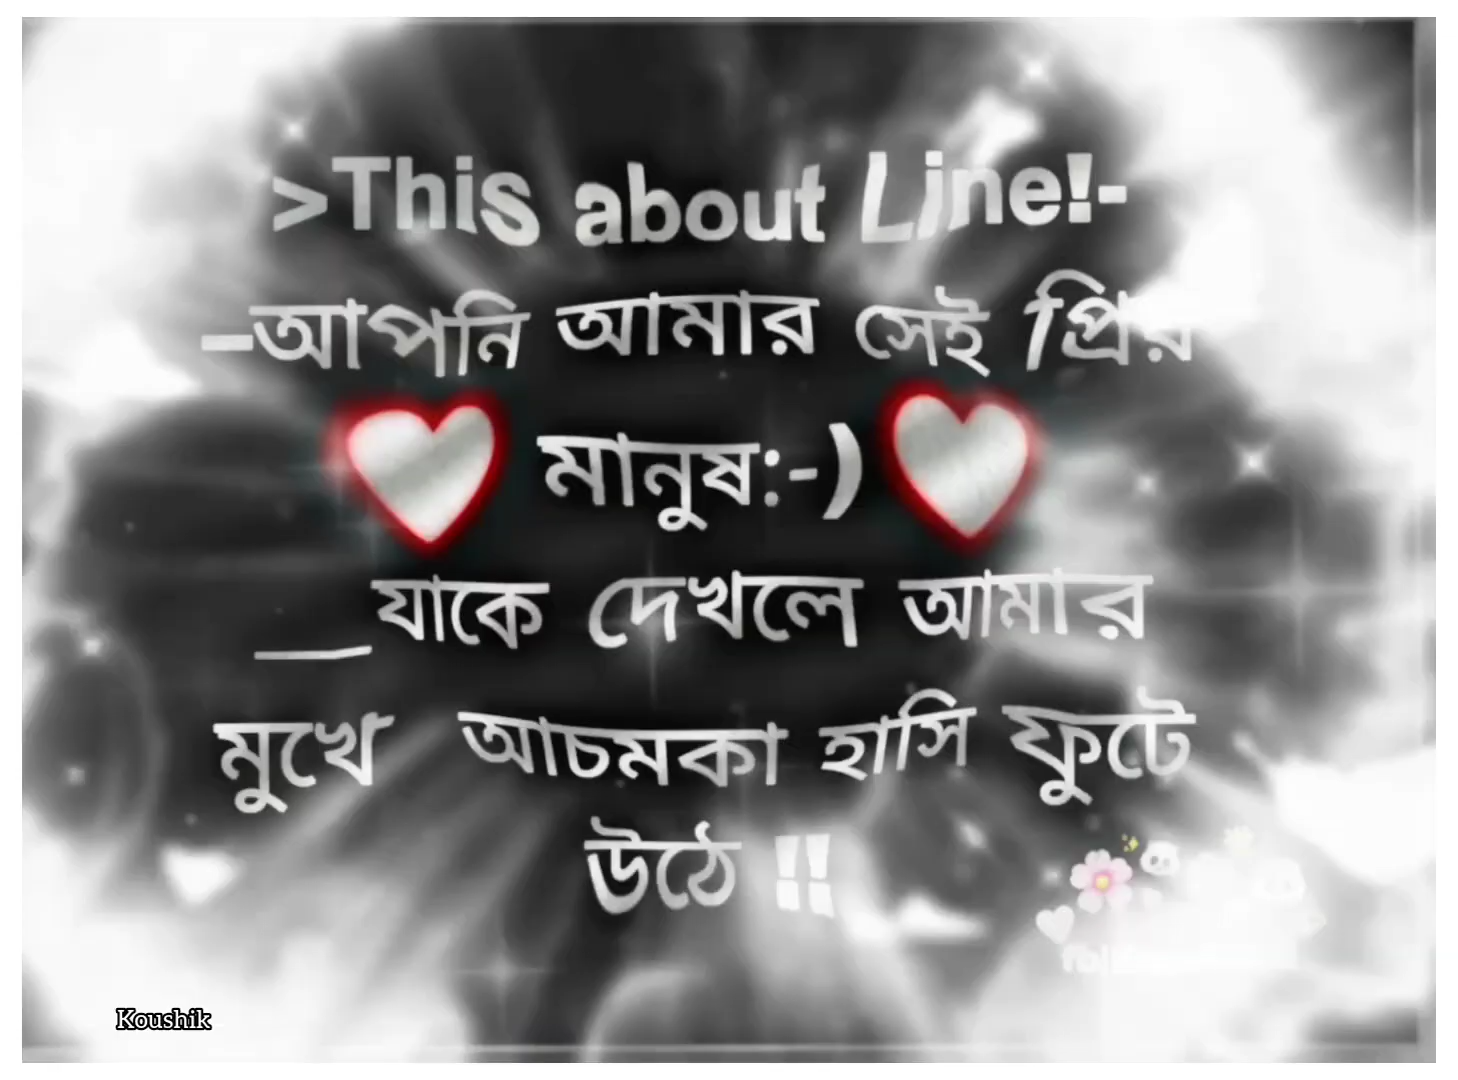 >This about Line!-
–আপনি আমার সেই প্রিয়
মানুষ:-)
__যাকে দেখলে আমার
মুখে আচমকা হাসি ফুটে
উঠে !!
Koushik